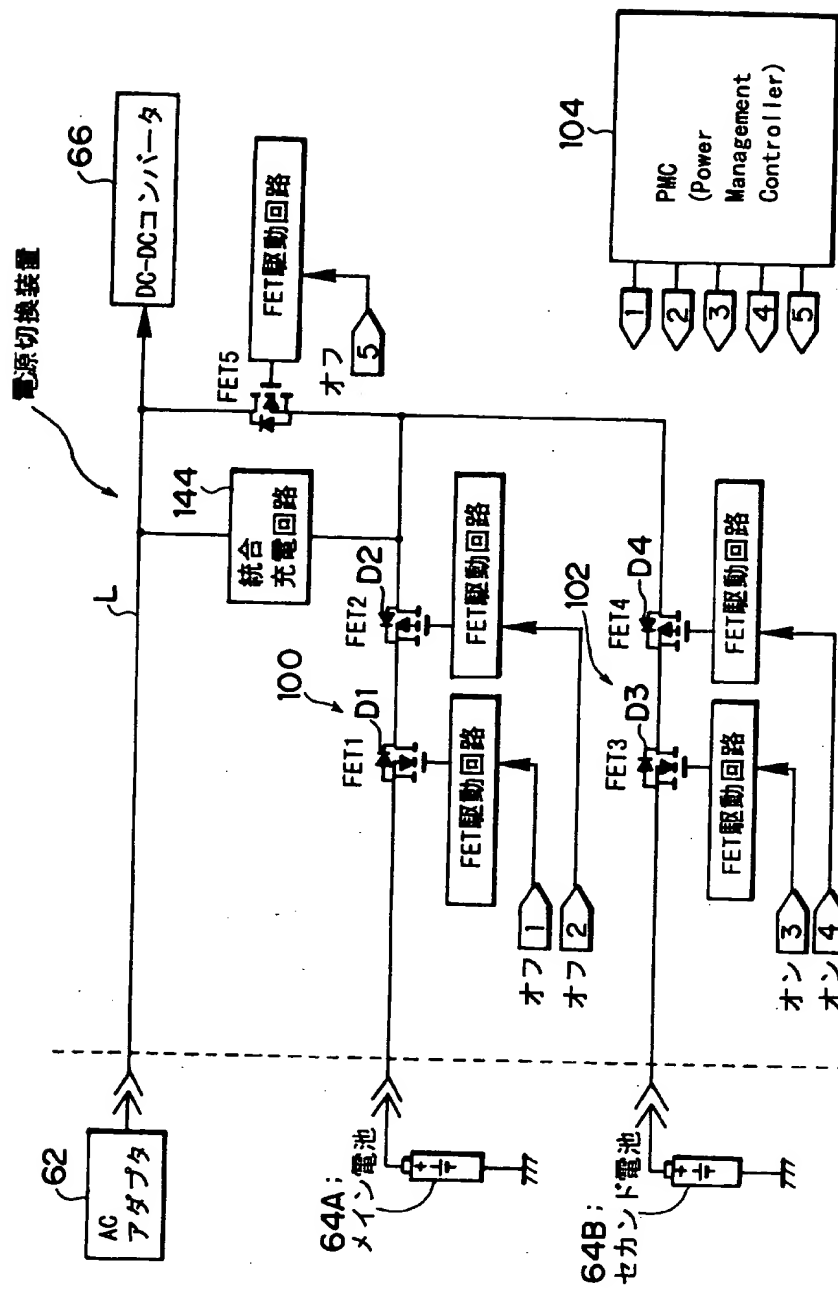 電源切換装置
62
AC
アダプタ
L
66
DC-DCコンバータ
144
統合
充電回路
FET5
FET駆動回路
オフ
5
64A;
メイン電池
100
FET1
D1
FET2
D2
FET駆動回路
FET駆動回路
オフ
1
オフ
2
64B;
セカンド電池
102
FET3
D3
FET4
D4
FET駆動回路
FET駆動回路
オン
3
オン
4
104
PMC
(Power
Management
Controller)
1
2
3
4
5